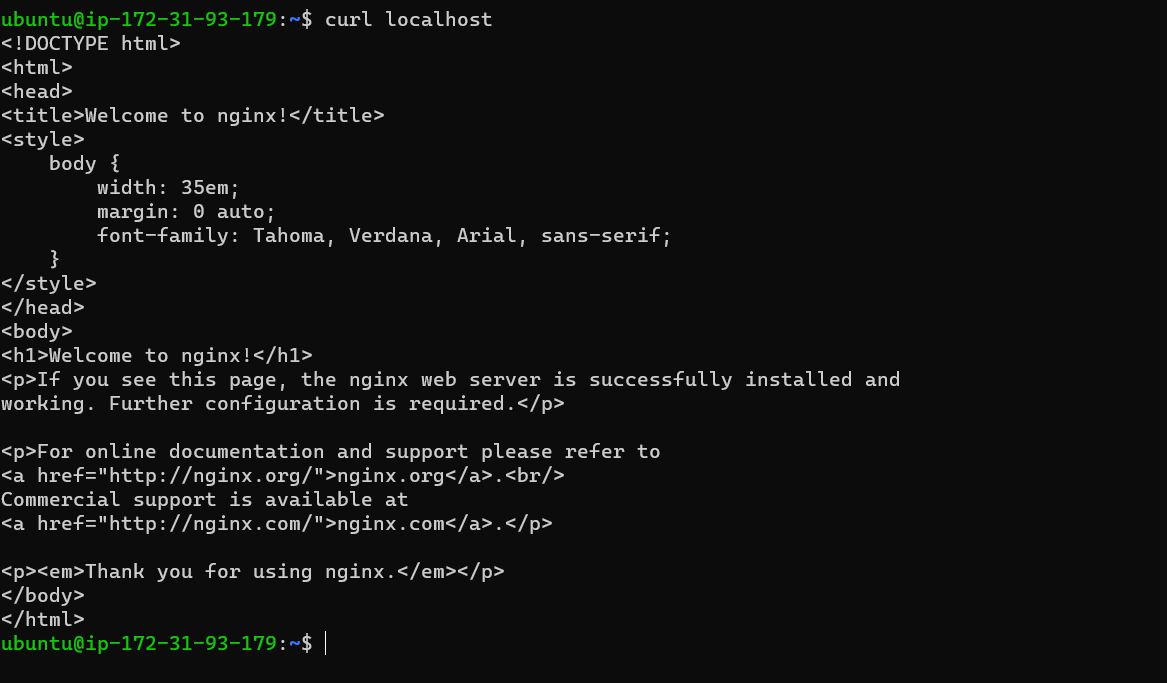 ubuntu@ip-172-31-93-179:~$ curl localhost
<!DOCTYPE html>
<html>
<head>
<title>Welcome to nginx!</title>
<style>
    body {
        width: 35em;
        margin: 0 auto;
        font-family: Tahoma, Verdana, Arial, sans-serif;
    }
</style>
</head>
<body>
<h1>Welcome to nginx!</h1>
<p>If you see this page, the nginx web server is successfully installed and
working. Further configuration is required.</p>

<p>For online documentation and support please refer to
<a href="http://nginx.org/">nginx.org</a>.<br/>
Commercial support is available at
<a href="http://nginx.com/">nginx.com</a>.</p>

<p><em>Thank you for using nginx.</em></p>
</body>
</html>
ubuntu@ip-172-31-93-179:~$